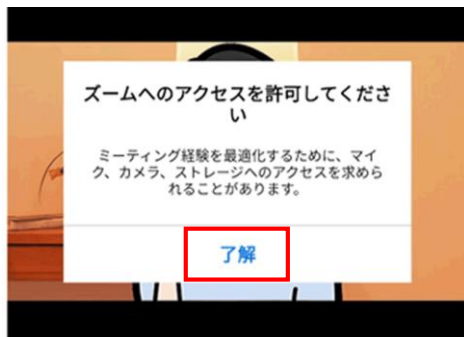 ズームへのアクセスを許可してくださ
い
ミーティング経験を最適化するために、マイ
ク、カメラ、ストレージへのアクセスを求めら
れることがあります。
了解